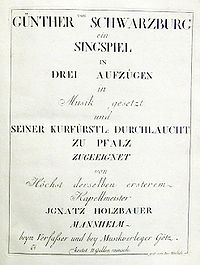 GÜNTHER von SCHWARZBURG
ein
SINGSPIEL
IN
DREI AUFZÜGEN
in
Musik gesetzt
und
SEINER KURFÜRSTL: DURCHLAUCHT
ZU PFALZ
ZUGEEIGNET
von
Höchst derselben ersterem
Kapellmeister
IGNATZ HOLZBAUER
MANNHEIM
beym Verfasser und bey Musikverleger Götz.